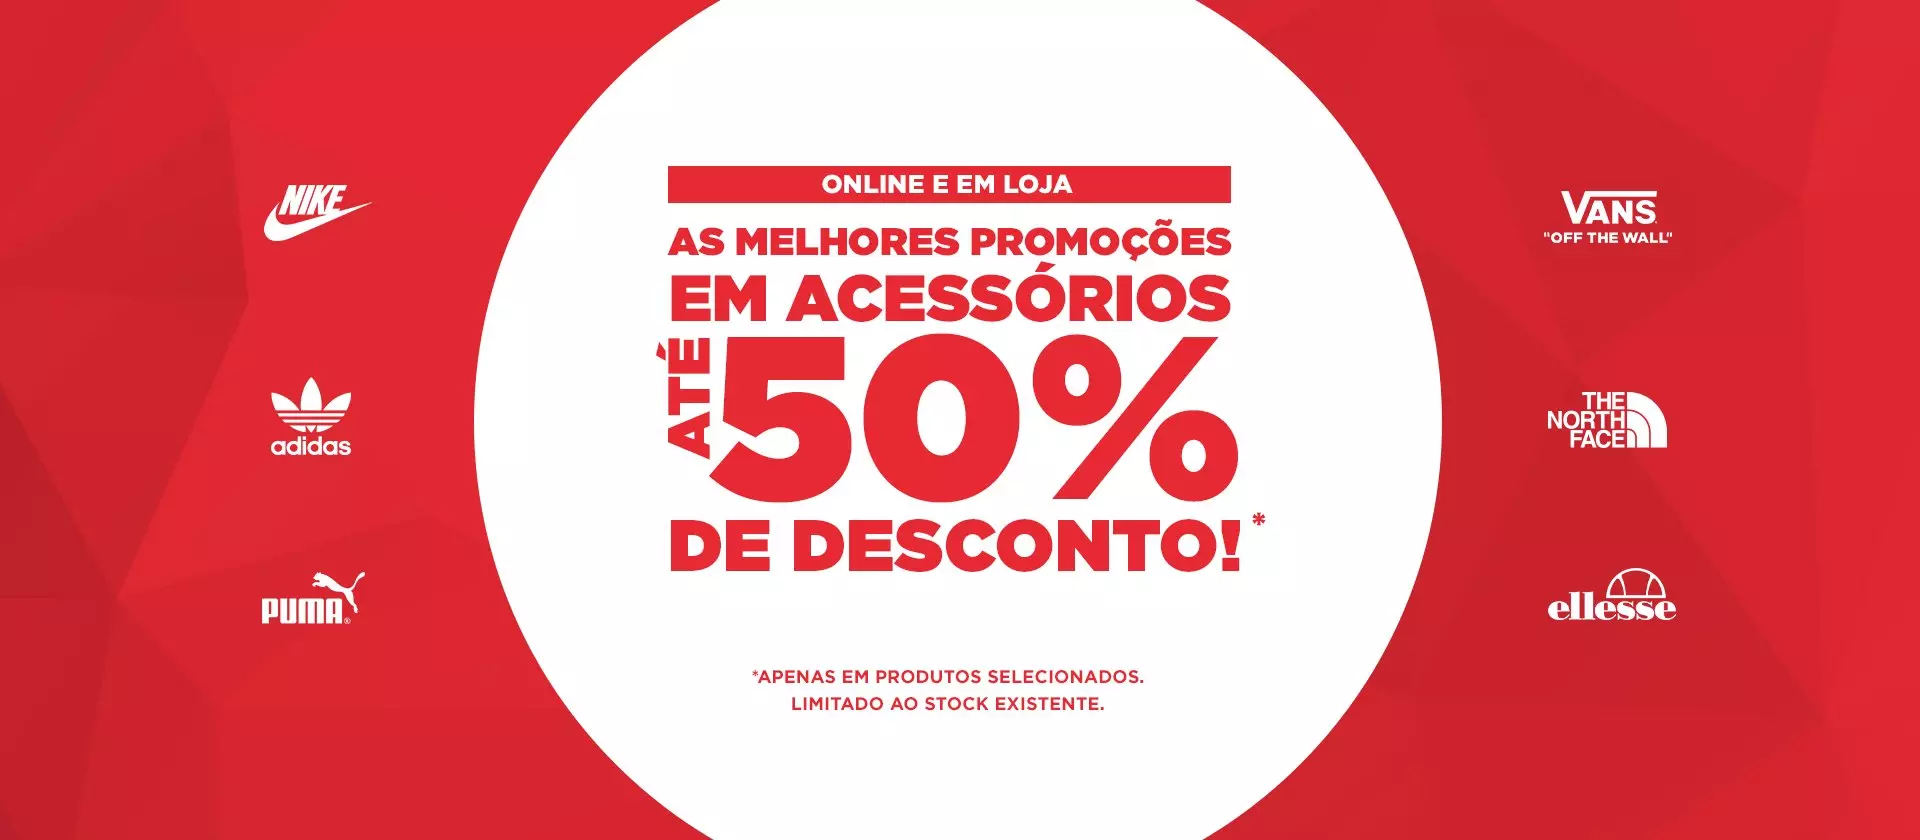 ONLINE E EM LOJA
AS MELHORES PROMOÇÕES
EM ACESSÓRIOS
ATÉ 50%
DE DESCONTO!*
*APENAS EM PRODUTOS SELECIONADOS.
LIMITADO AO STOCK EXISTENTE.
NIKE
adidas
PUMA®
VANS
"OFF THE WALL"
THE
NORTH
FACE
ellesse